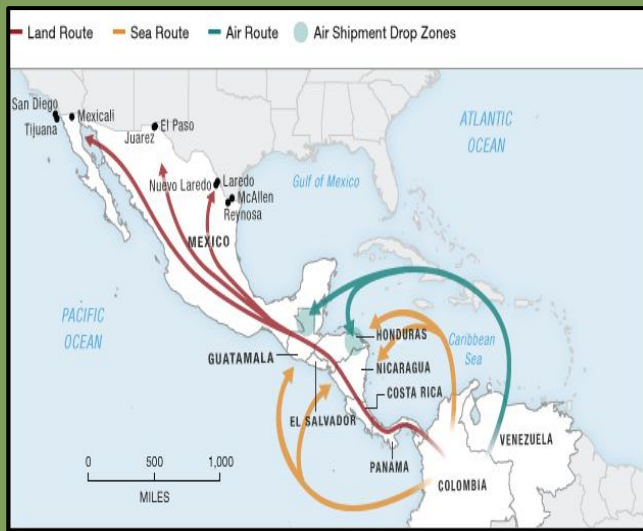 Land Route Sea Route Air Route Air Shipment Drop Zones
San Diego
Mexicali
Tijuana
El Paso
Juarez
ATLANTIC
OCEAN
Nuevo Laredo
Laredo
McAllen
Reynosa
Gulf of Mexico
MEXICO
PACIFIC
OCEAN
HONDURAS
Caribbean
Sea
GUATAMALA
NICARAGUA
COSTA RICA
EL SALVADOR
VENEZUELA
PANAMA
COLOMBIA
0 500 1,000
MILES